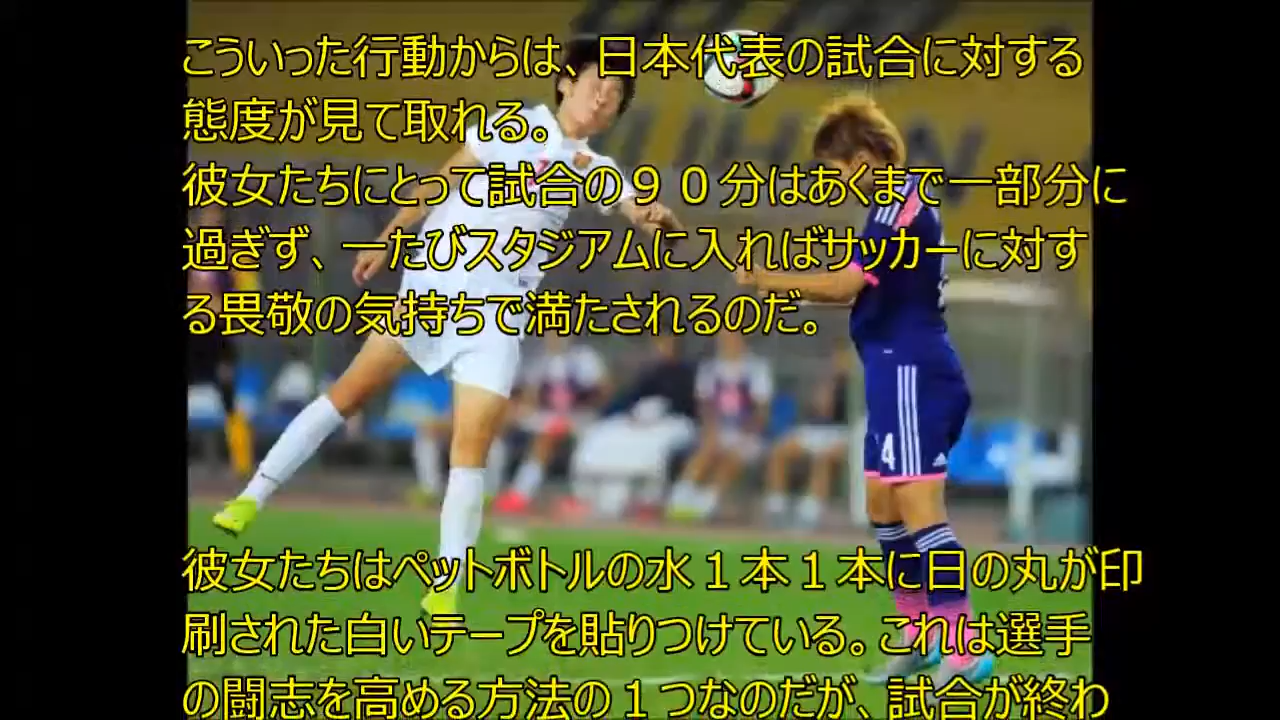 こういった行動からは、日本代表の試合に対する
態度が見て取れる。
彼女たちにとって試合の９０分はあくまで一部分に
過ぎず、一たびスタジアムに入ればサッカーに対す
る畏敬の気持ちで満たされるのだ。
4
彼女たちはペットボトルの水１本１本に日の丸が印
刷された白いテープを貼りつけている。これは選手
の闘志を高める方法の１つなのだが、試合が終わ